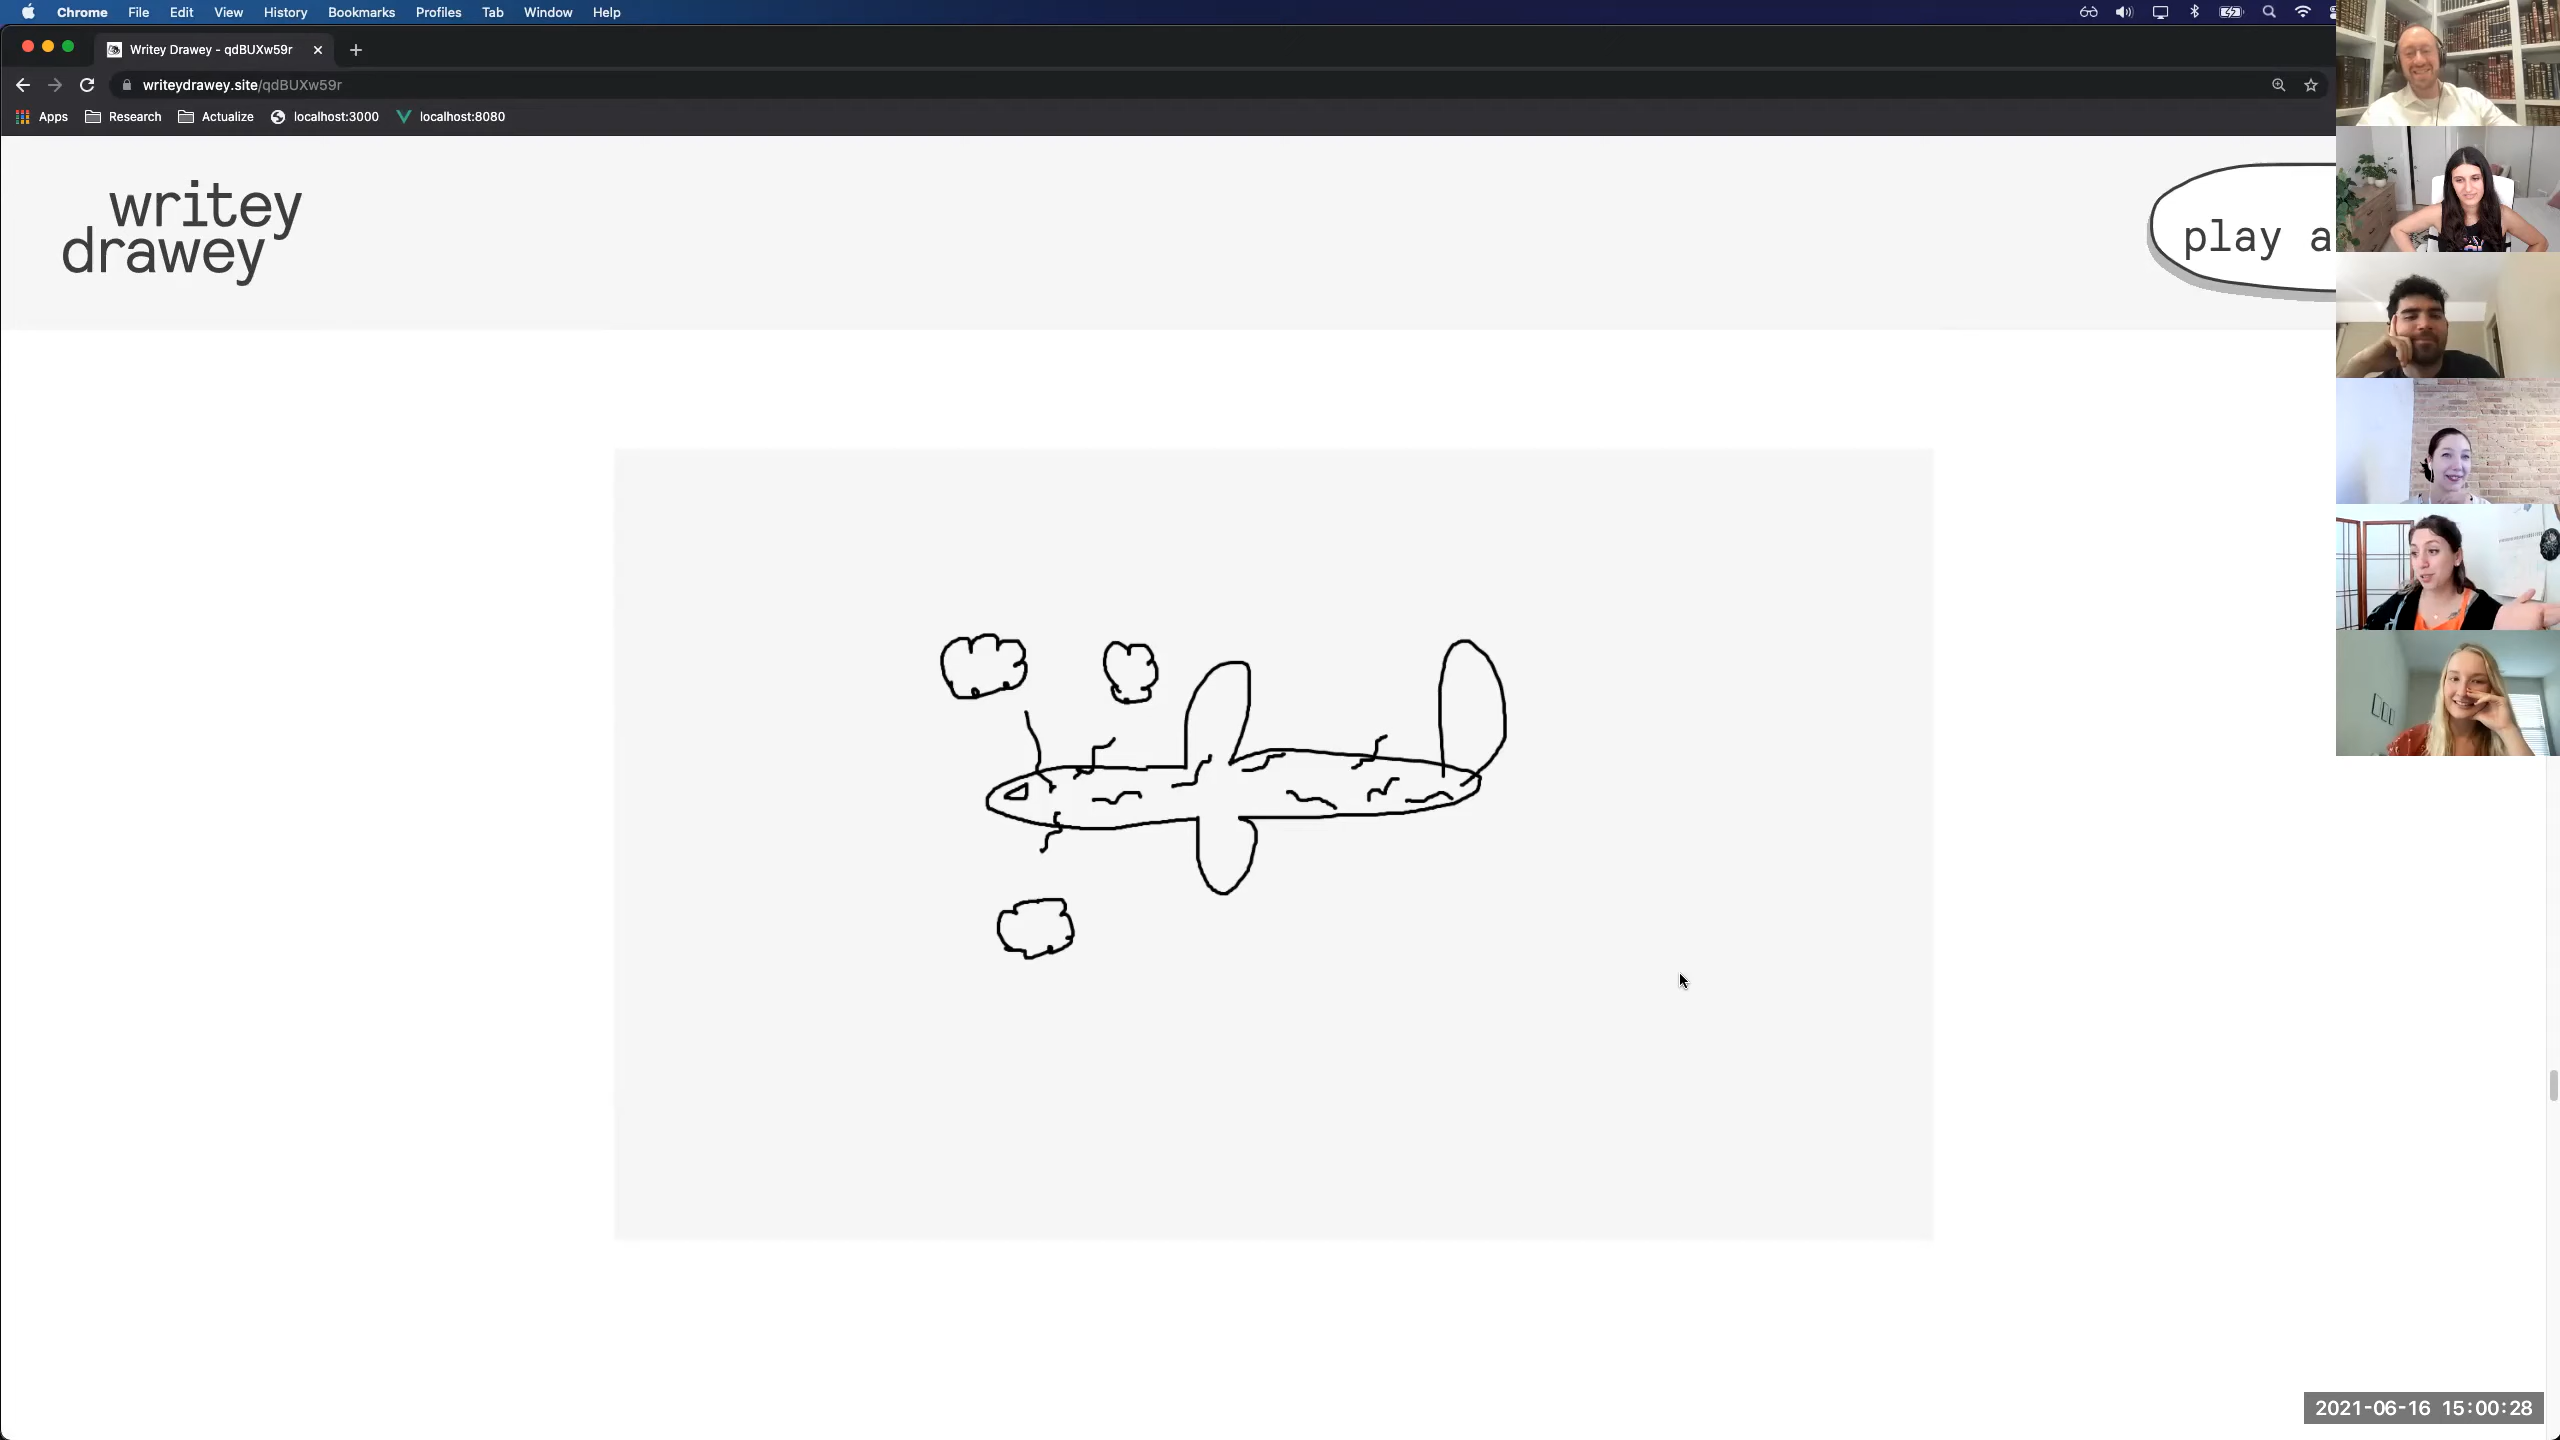 Chrome File Edit View History Bookmarks Profiles Tab Window Help
Writey Drawey - qdBUXw59r
writeydrawey.site/qdBUXw59r
Apps Research Actualize localhost:3000 localhost:8080
writey
drawey
play a
2021-06-16 15:00:28